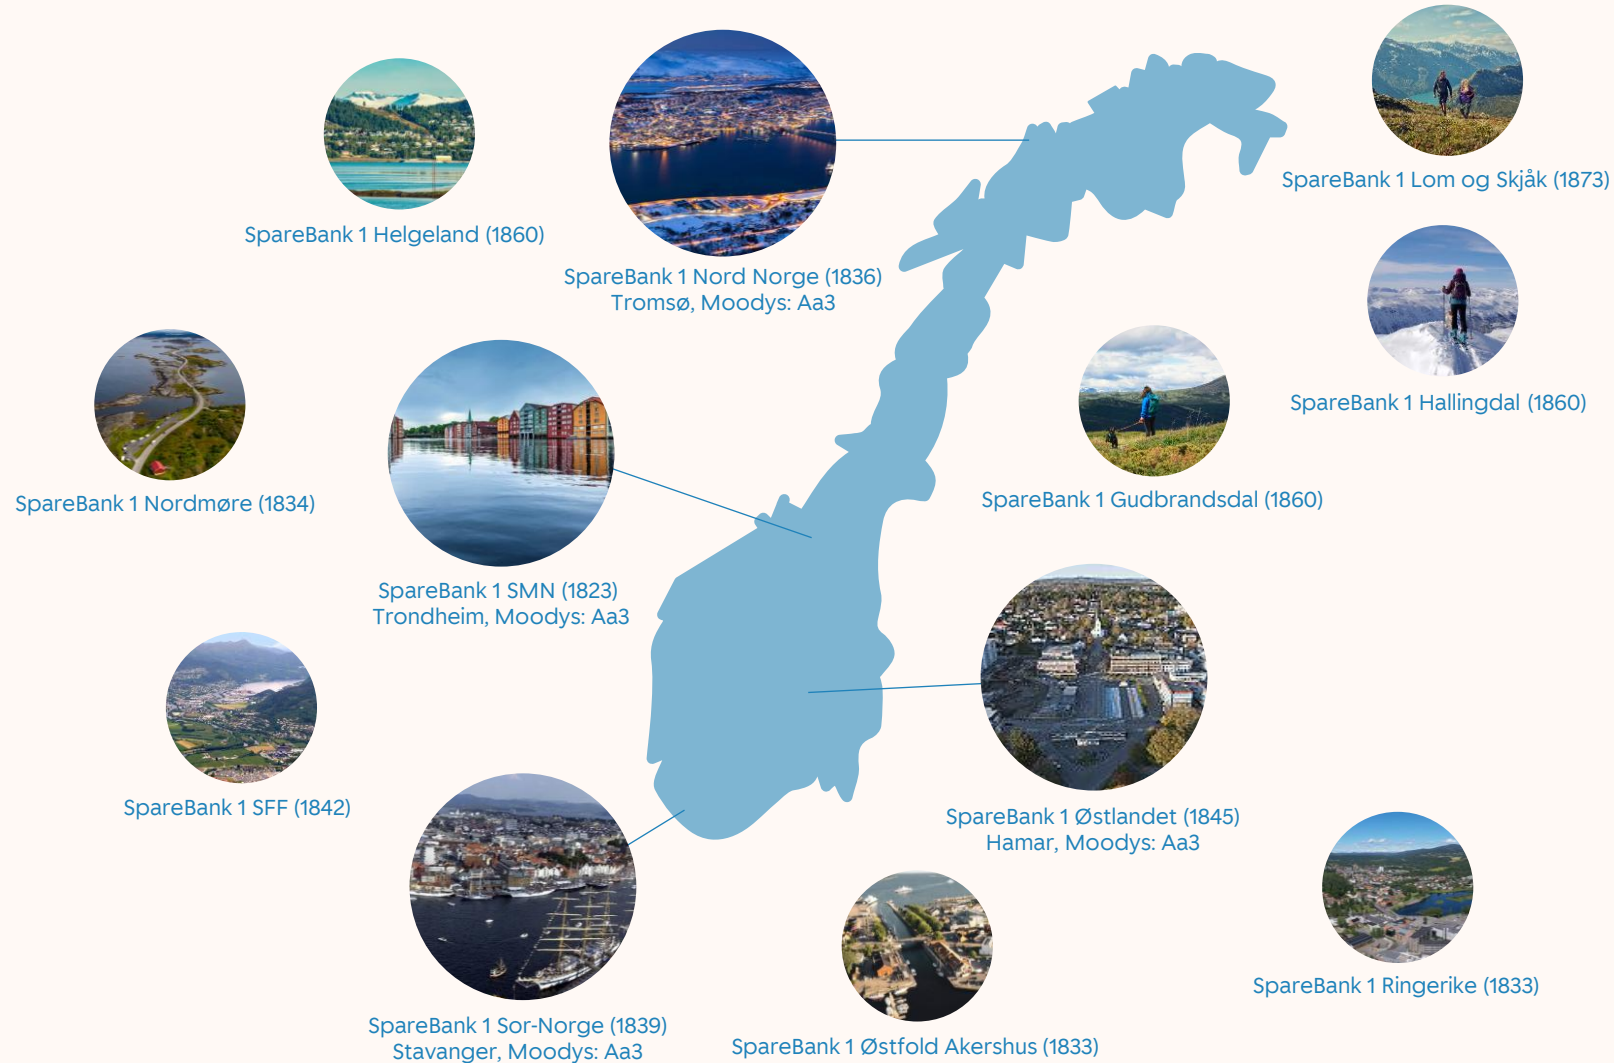 SpareBank 1 Lom og Skjåk (1873)
SpareBank 1 Helgeland (1860)
SpareBank 1 Nord Norge (1836)
Tromsø, Moodys: Aa3
SpareBank 1 Hallingdal (1860)
SpareBank 1 Nordmøre (1834)
SpareBank 1 Gudbrandsdal (1860)
SpareBank 1 SMN (1823)
Trondheim, Moodys: Aa3
SpareBank 1 SFF (1842)
SpareBank 1 Østlandet (1845)
Hamar, Moodys: Aa3
SpareBank 1 Ringerike (1833)
SpareBank 1 Sor-Norge (1839)
Stavanger, Moodys: Aa3
SpareBank 1 Østfold Akershus (1833)